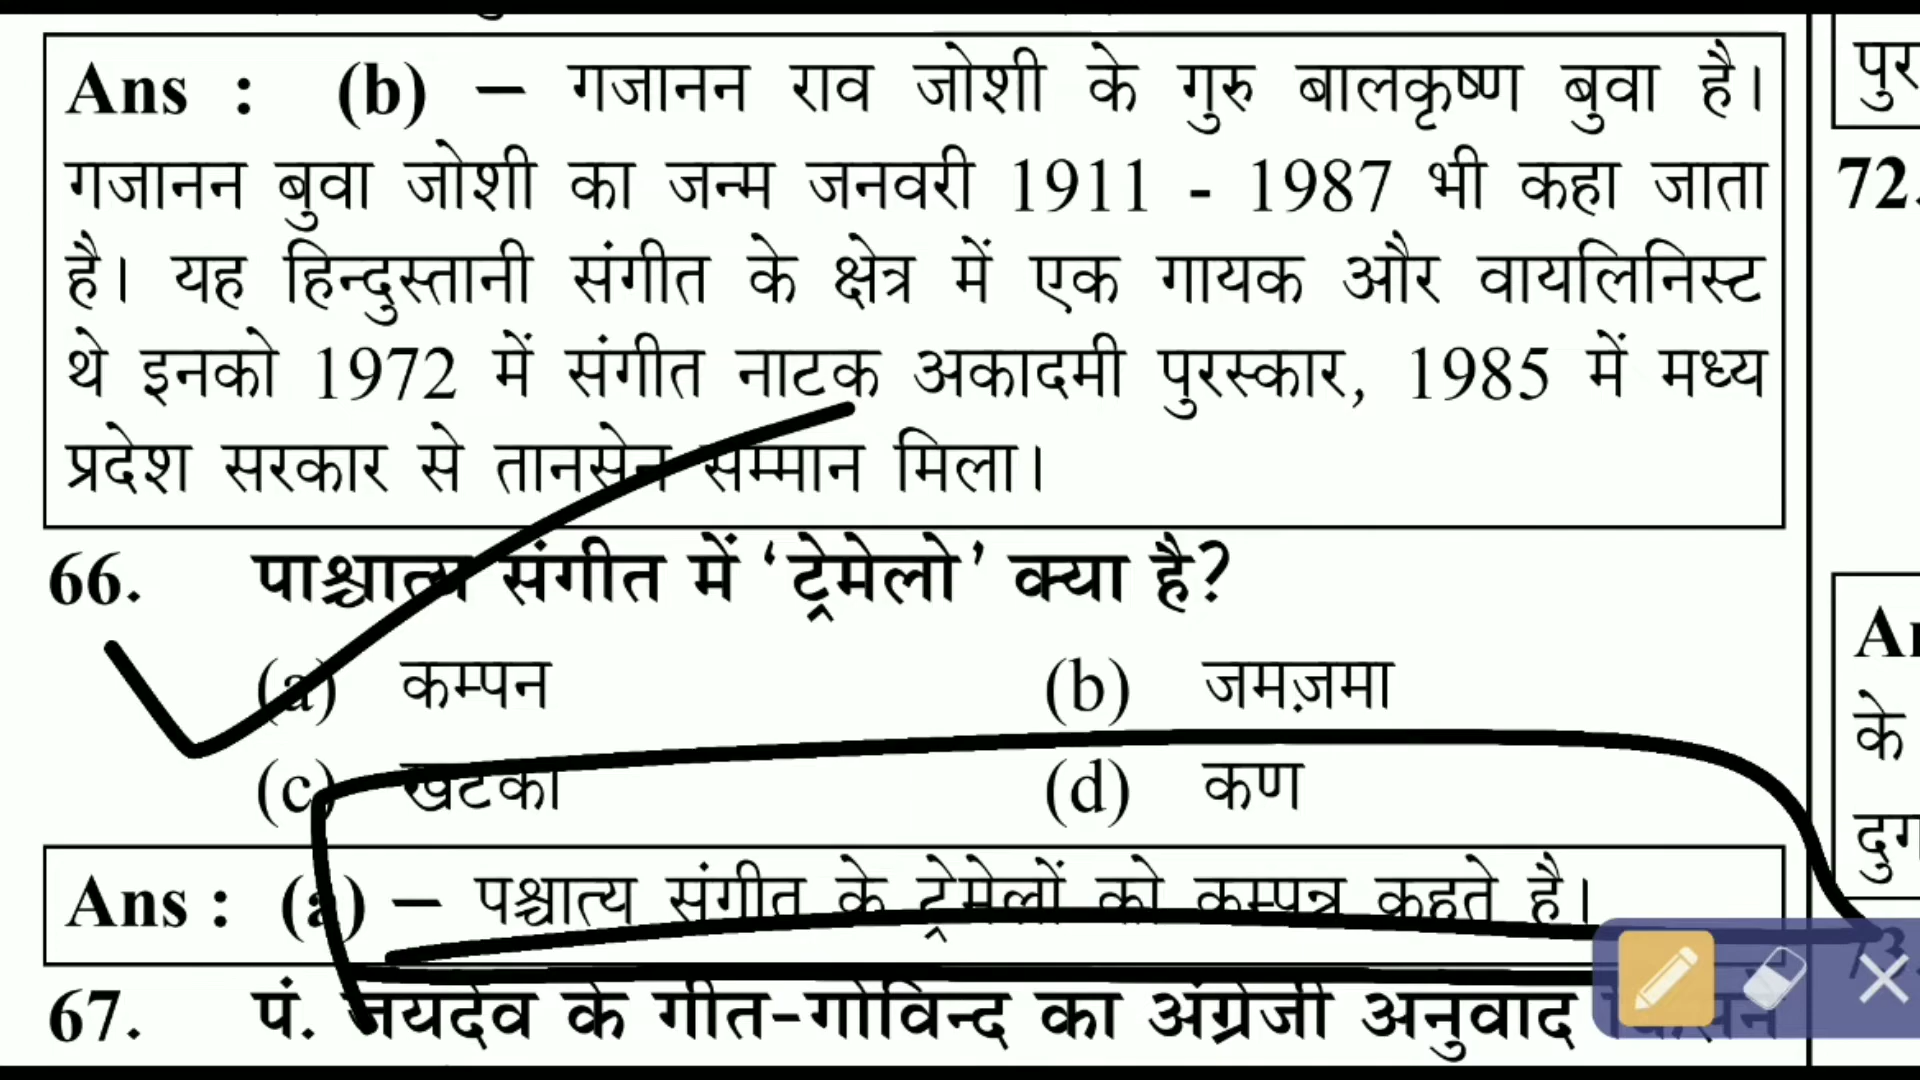 Ans : (b) – गजानन राव जोशी के गुरु बालकृष्ण बुवा है।
गजानन बुवा जोशी का जन्म जनवरी 1911 - 1987 भी कहा जाता
है। यह हिन्दुस्तानी संगीत के क्षेत्र में एक गायक और वायलिनिस्ट
थे इनको 1972 में संगीत नाटक अकादमी पुरस्कार, 1985 में मध्य
प्रदेश सरकार से तानसेन सम्मान मिला।
66. पाश्चात्य संगीत में ‘ट्रेमेलो’ क्या है?
(a) कम्पन (b) जमज़मा
(c) खटका (d) कण
Ans : (a) – पश्चात्य संगीत के ट्रेमेलों को कम्पन्न कहते है।
67. पं. जयदेव के गीत-गोविन्द का अंग्रेजी अनुवाद
पुर
72.
के
73.